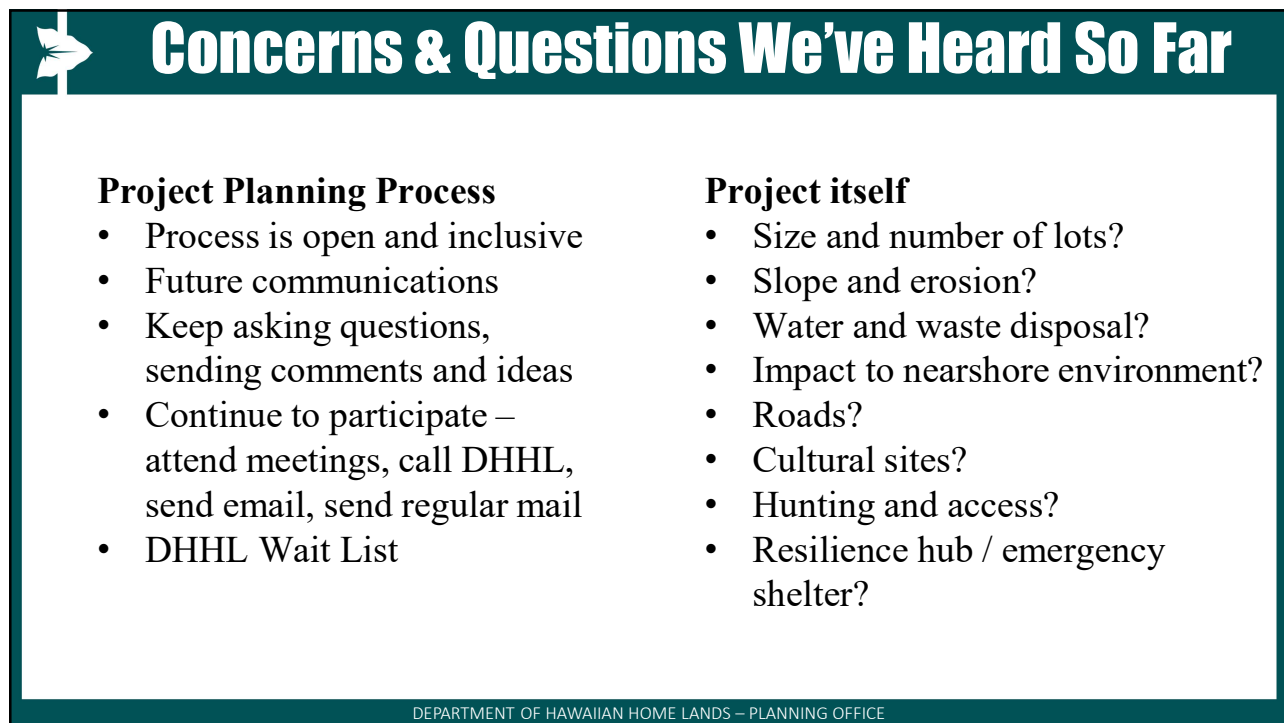 Concerns & Questions We’ve Heard So Far
Project Planning Process
• Process is open and inclusive
• Future communications
• Keep asking questions,
sending comments and ideas
• Continue to participate –
attend meetings, call DHHL,
send email, send regular mail
• DHHL Wait List
Project itself
• Size and number of lots?
• Slope and erosion?
• Water and waste disposal?
• Impact to nearshore environment?
• Roads?
• Cultural sites?
• Hunting and access?
• Resilience hub / emergency
shelter?
DEPARTMENT OF HAWAIIAN HOME LANDS – PLANNING OFFICE